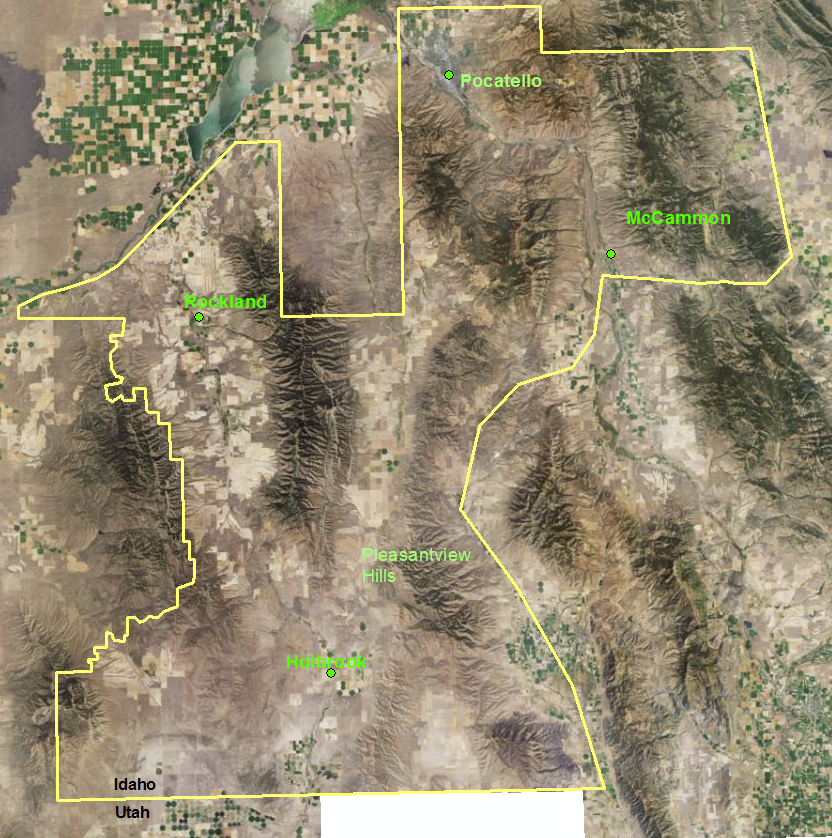 Pocatello
McCammon
Rockland
Pleasantview
Hills
Holbrook
Idaho
Utah